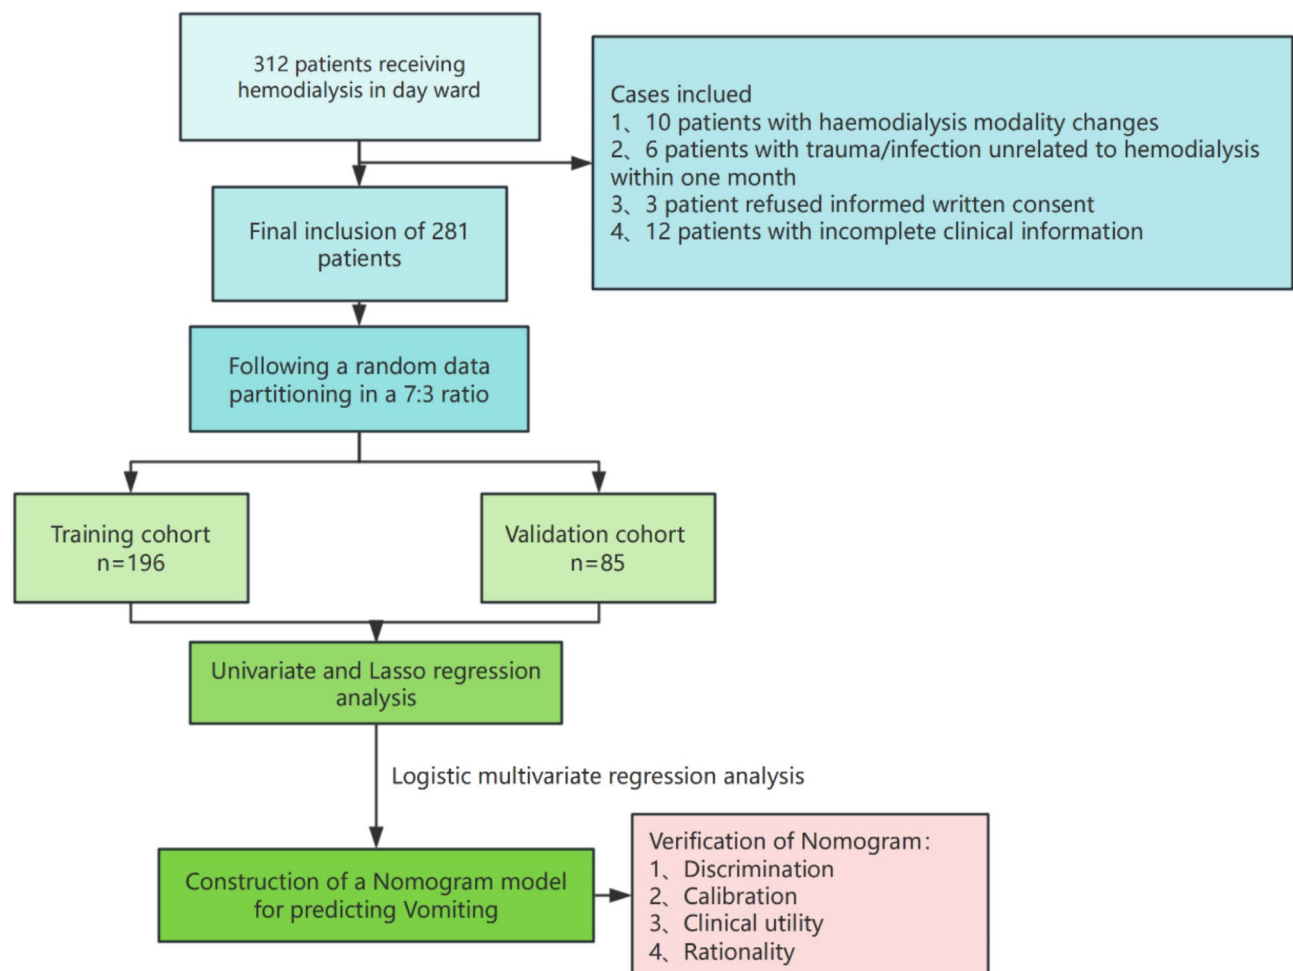 312 patients receiving
hemodialysis in day ward
Cases inclued
1、10 patients with haemodialysis modality changes
2、6 patients with trauma/infection unrelated to hemodialysis
within one month
3、3 patient refused informed written consent
4、12 patients with incomplete clinical information
Final inclusion of 281
patients
Following a random data
partitioning in a 7:3 ratio
Training cohort
n=196
Validation cohort
n=85
Univariate and Lasso regression
analysis
Logistic multivariate regression analysis
Construction of a Nomogram model
for predicting Vomiting
Verification of Nomogram：
1、Discrimination
2、Calibration
3、Clinical utility
4、Rationality